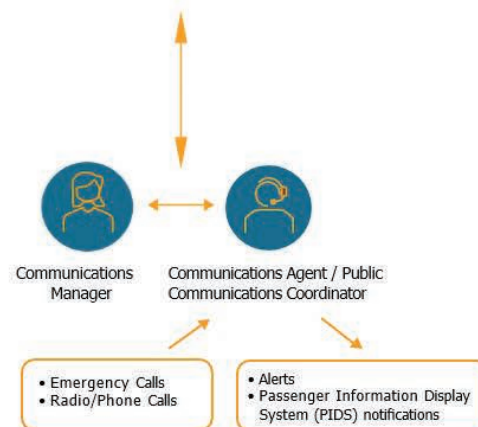 Communications
Manager
Communications Agent / Public
Communications Coordinator
• Emergency Calls
• Radio/Phone Calls
• Alerts
• Passenger Information Display
System (PIDS) notifications